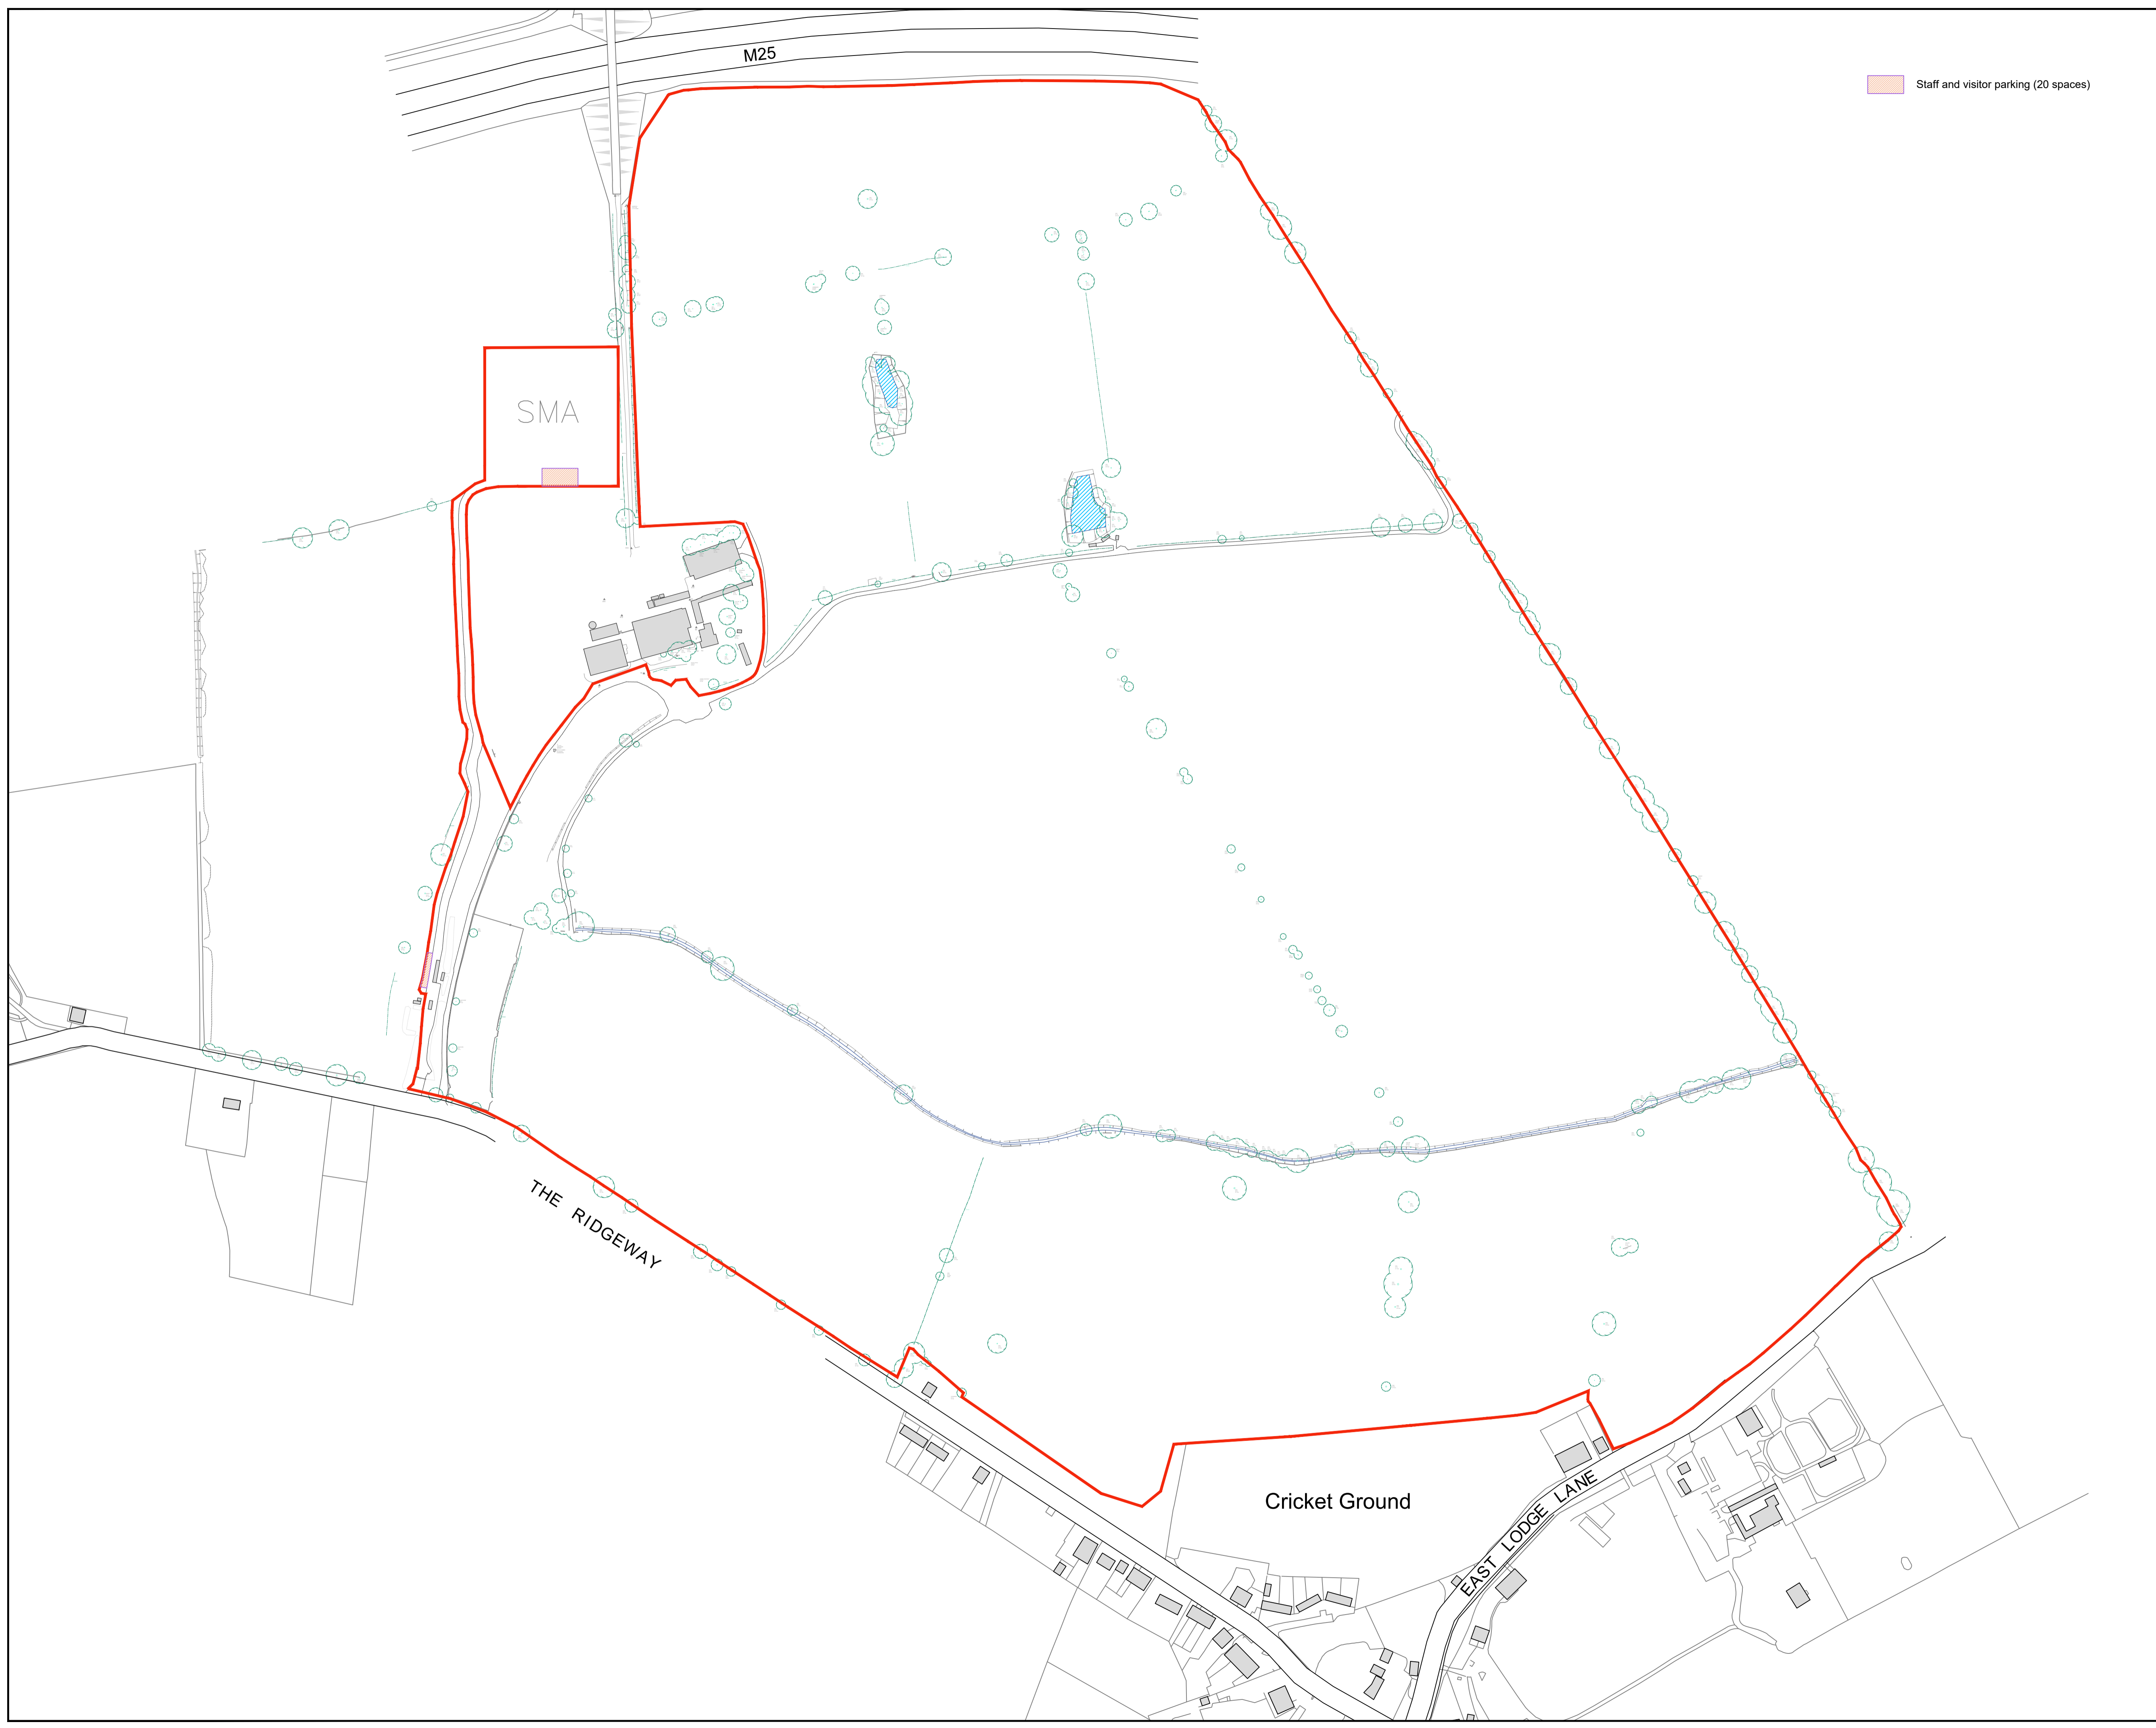 M25
Staff and visitor parking (20 spaces)
SMA
THE RIDGEWAY
Cricket Ground
EAST LODGE LANE